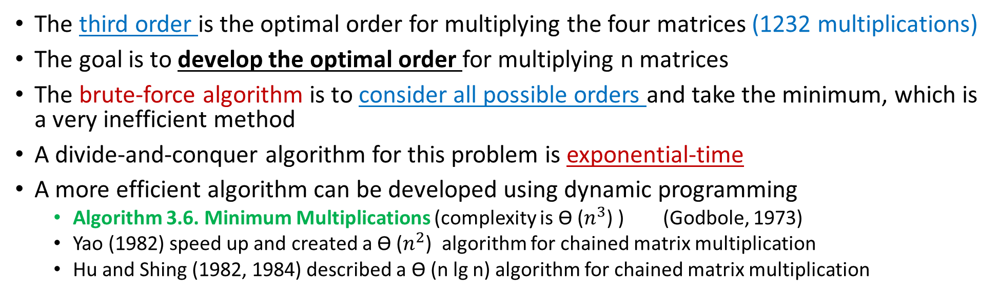 • The third order is the optimal order for multiplying the four matrices (1232 multiplications)
• The goal is to develop the optimal order for multiplying n matrices
• The brute-force algorithm is to consider all possible orders and take the minimum, which is
a very inefficient method
• A divide-and-conquer algorithm for this problem is exponential-time
• A more efficient algorithm can be developed using dynamic programming
• Algorithm 3.6. Minimum Multiplications (complexity is ϴ (n³) ) (Godbole, 1973)
• Yao (1982) speed up and created a ϴ (n²) algorithm for chained matrix multiplication
• Hu and Shing (1982, 1984) described a ϴ (n lg n) algorithm for chained matrix multiplication